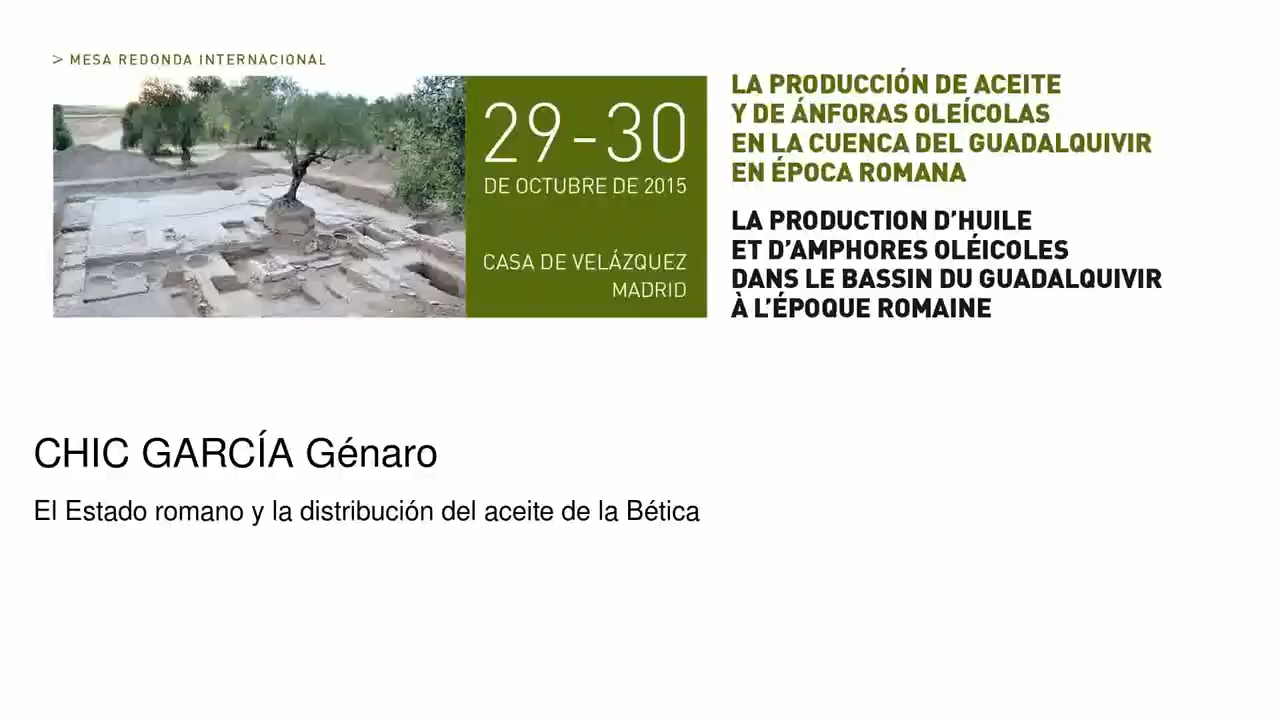 > MESA REDONDA INTERNACIONAL
29-30
DE OCTUBRE DE 2015
CASA DE VELÁZQUEZ
MADRID
LA PRODUCCIÓN DE ACEITE
Y DE ÁNFORAS OLEÍCOLAS
EN LA CUENCA DEL GUADALQUIVIR
EN ÉPOCA ROMANA
LA PRODUCTION D'HUILE
ET D'AMPHORES OLÉICOLES
DANS LE BASSIN DU GUADALQUIVIR
À L'ÉPOQUE ROMAINE
CHIC GARCÍA Génaro
El Estado romano y la distribución del aceite de la Bética